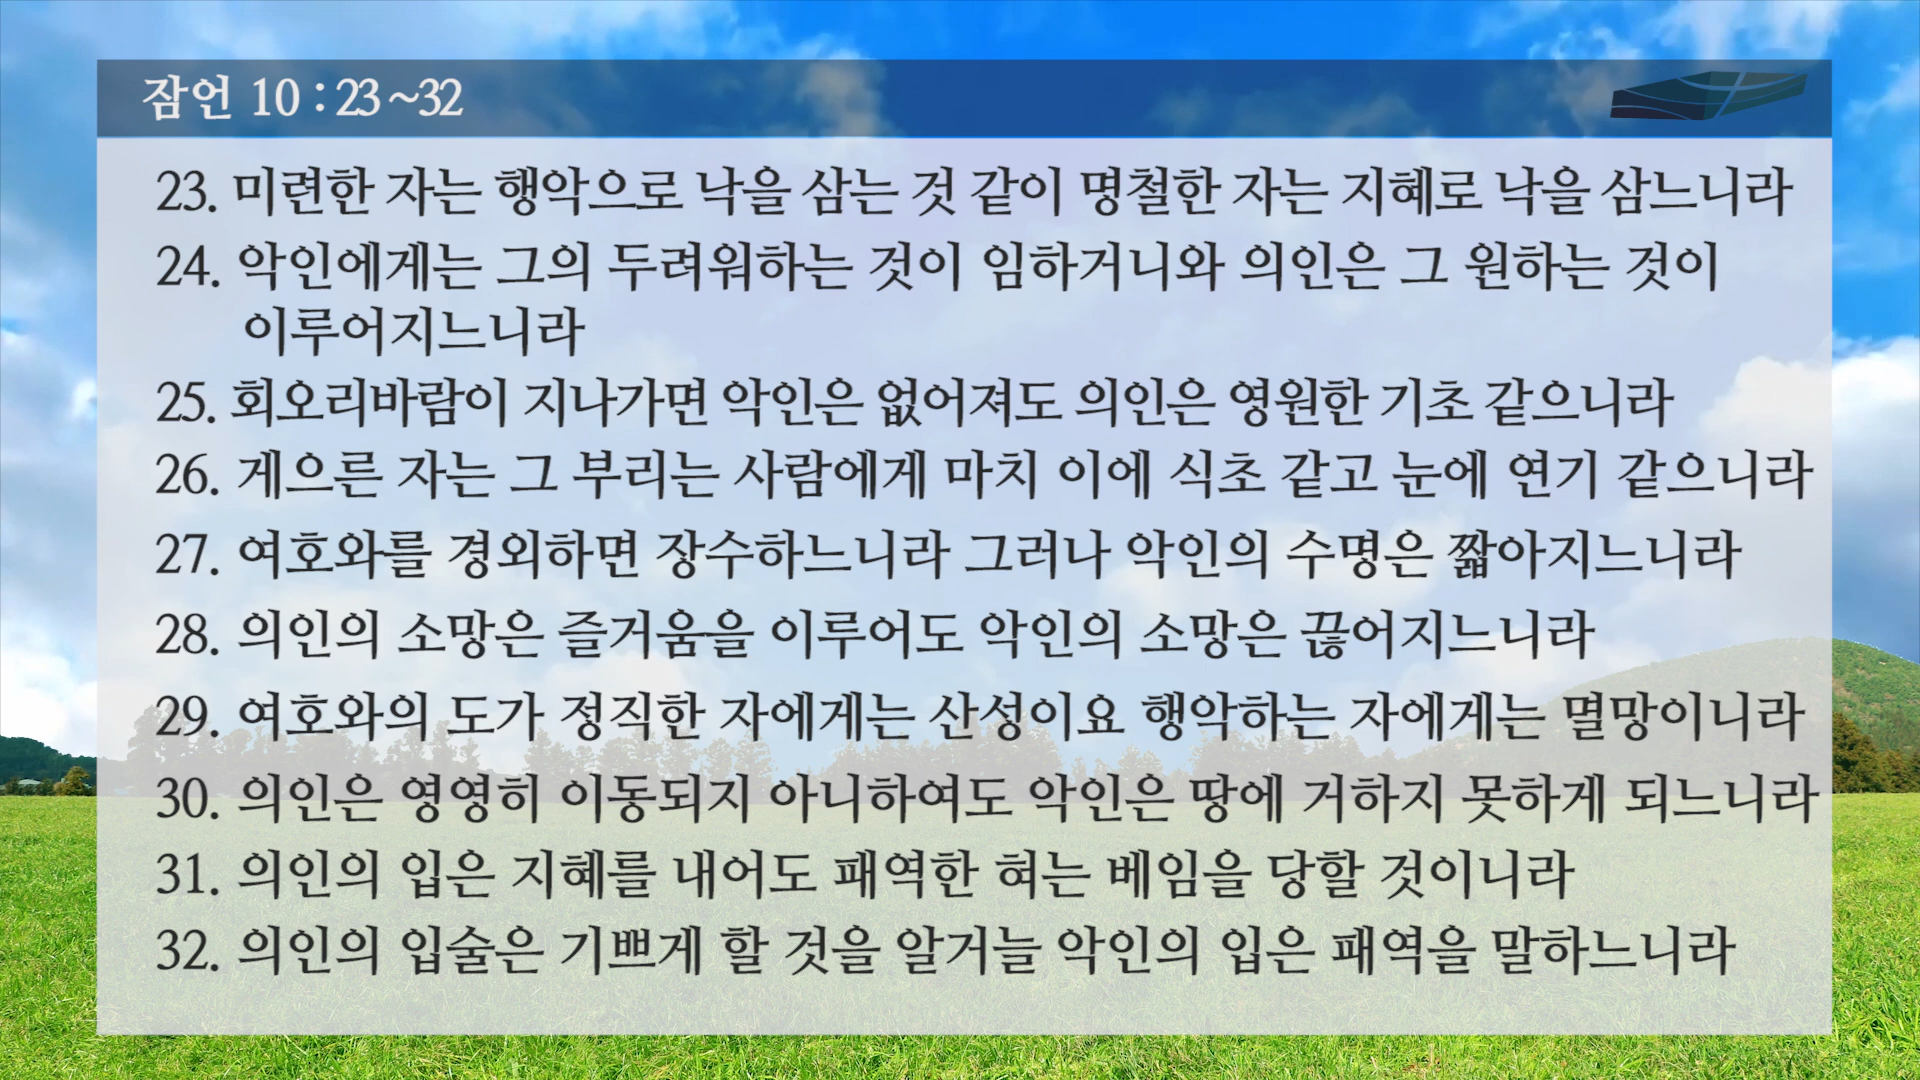 잠언 10 : 23~32
23. 미련한 자는 행악으로 낙을 삼는 것 같이 명철한 자는 지혜로 낙을 삼느니라
24. 악인에게는 그의 두려워하는 것이 임하거니와 의인은 그 원하는 것이
이루어지느니라
25. 회오리바람이 지나가면 악인은 없어져도 의인은 영원한 기초 같으니라
26. 게으른 자는 그 부리는 사람에게 마치 이에 식초 같고 눈에 연기 같으니라
27. 여호와를 경외하면 장수하느니라 그러나 악인의 수명은 짧아지느니라
28. 의인의 소망은 즐거움을 이루어도 악인의 소망은 끊어지느니라
29. 여호와의 도가 정직한 자에게는 산성이요 행악하는 자에게는 멸망이니라
30. 의인은 영영히 이동되지 아니하여도 악인은 땅에 거하지 못하게 되느니라
31. 의인의 입은 지혜를 내어도 패역한 혀는 베임을 당할 것이니라
32. 의인의 입술은 기쁘게 할 것을 알거늘 악인의 입은 패역을 말하느니라